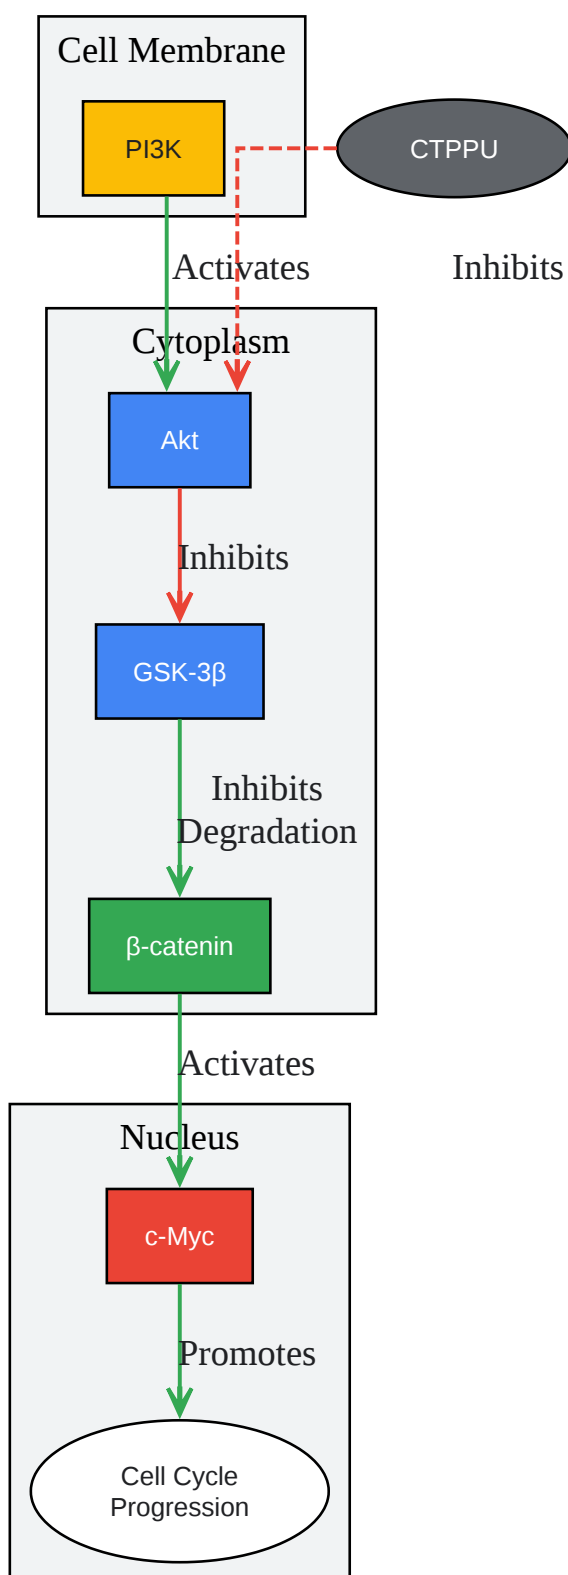 Cell Membrane
PI3K
CTPPU
Activates
Inhibits
Cytoplasm
Akt
Inhibits
GSK-3β
Inhibits
Degradation
β-catenin
Activates
Nucleus
c-Myc
Promotes
Cell Cycle
Progression